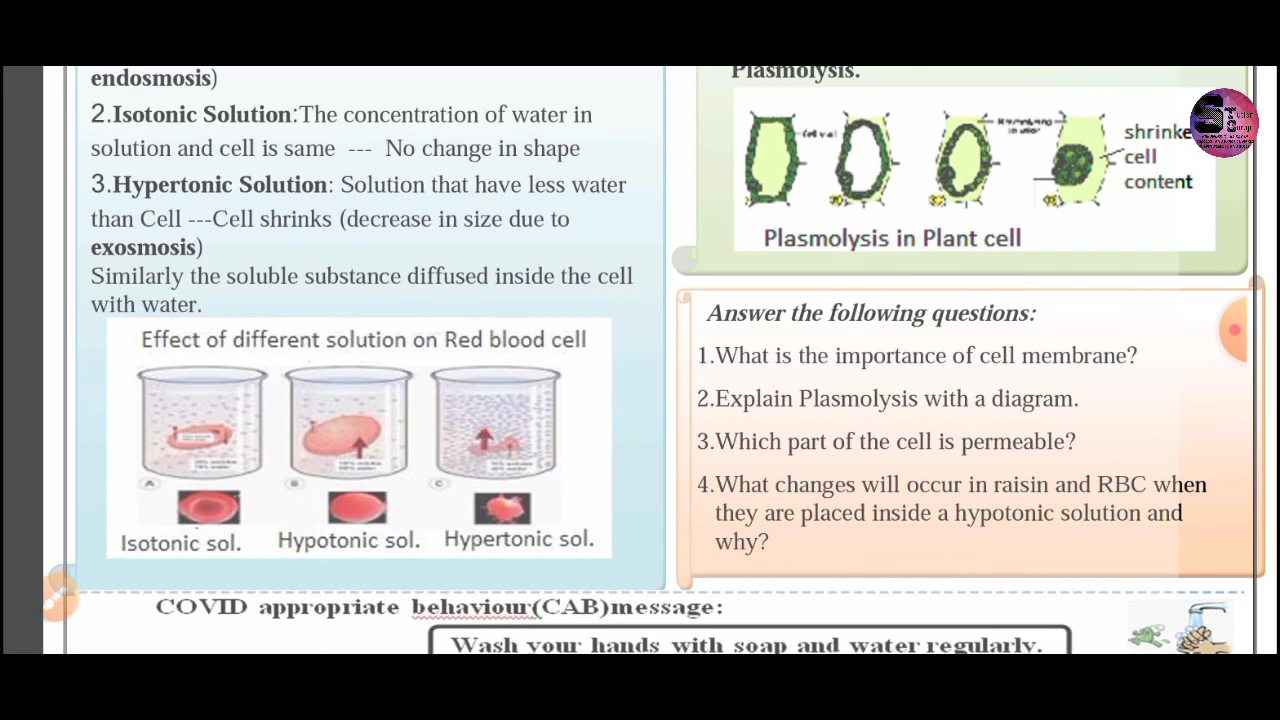 endosmosis)
2.Isotonic Solution:The concentration of water in
solution and cell is same --- No change in shape
3.Hypertonic Solution: Solution that have less water
than Cell ---Cell shrinks (decrease in size due to
exosmosis)
Similarly the soluble substance diffused inside the cell
with water.
Effect of different solution on Red blood cell
A
B
C
Isotonic sol.
Hypotonic sol.
Hypertonic sol.
Plasmolysis.
shrinke
cell
content
Plasmolysis in Plant cell
Answer the following questions:
1.What is the importance of cell membrane?
2.Explain Plasmolysis with a diagram.
3.Which part of the cell is permeable?
4.What changes will occur in raisin and RBC when
they are placed inside a hypotonic solution and
why?
COVID appropriate behaviour(CAB)message:
Wash your hands with soap and water regularly.